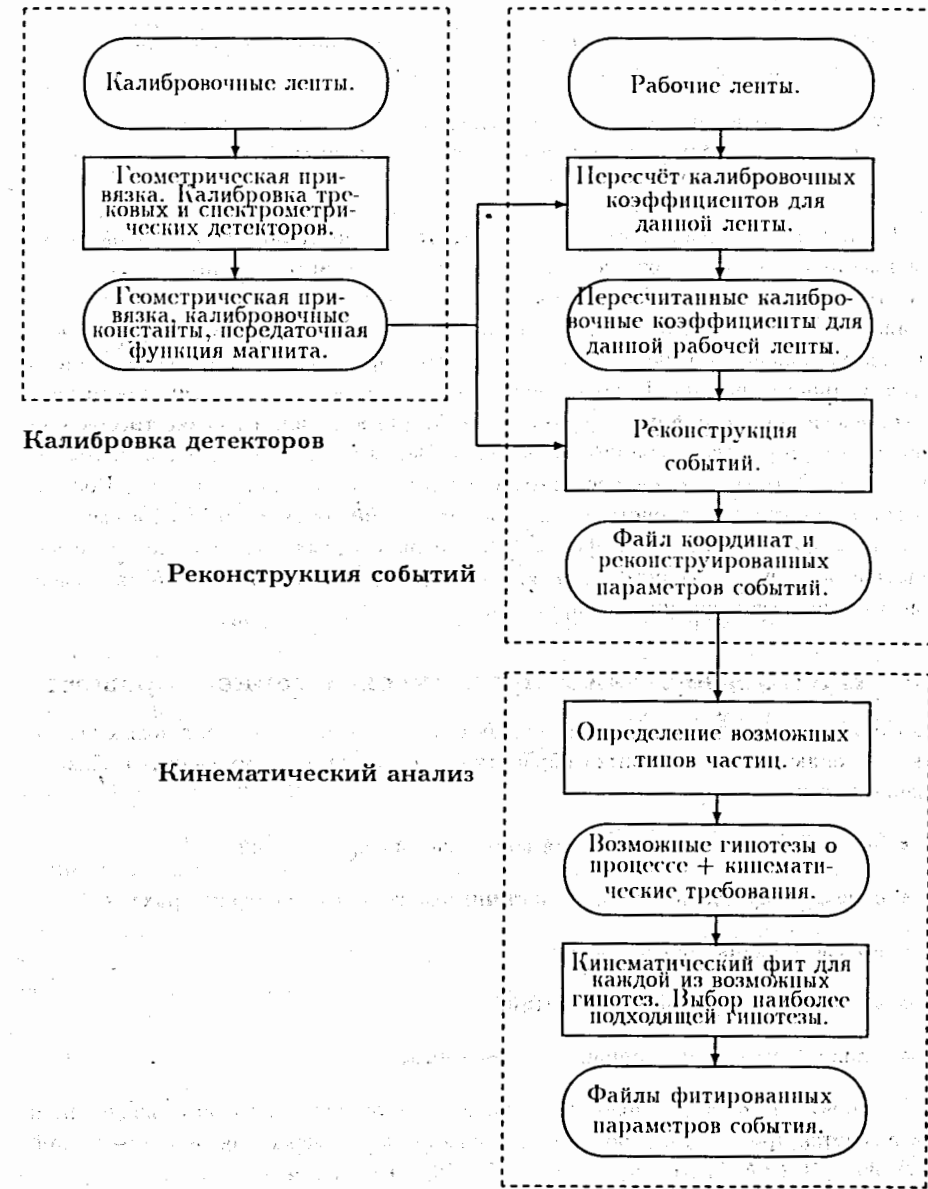 Калибровочные ленты.
Геометрическая при-
вязка. Калибровка тре-
ковых и спектрометри-
ческих детекторов.
Геометрическая при-
вязка, калибровочные
константы, передаточная
функция магнита.
Калибровка детекторов
Рабочие ленты.
Пересчёт калибровочных
коэффициентов для
данной ленты.
Пересчитанные калибро-
вочные коэффициенты для
данной рабочей ленты.
Реконструкция
событий.
Файл координат и
реконструированных
параметров событий.
Реконструкция событий
Определение возможных
типов частиц.
Возможные гипотезы о
процессе + кинемати-
ческие требования.
Кинематический фит для
каждой из возможных
гипотез. Выбор наиболее
подходящей гипотезы.
Файлы фитированных
параметров события.
Кинематический анализ